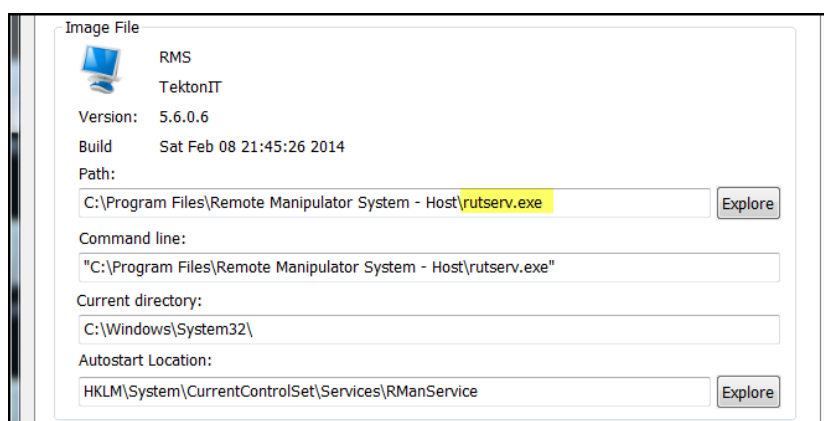 Image File
RMS
TektonIT
Version: 5.6.0.6
Build Sat Feb 08 21:45:26 2014
Path:
C:\Program Files\Remote Manipulator System - Host\rutserv.exe Explore
Command line:
"C:\Program Files\Remote Manipulator System - Host\rutserv.exe"
Current directory:
C:\Windows\System32\
Autostart Location:
HKLM\System\CurrentControlSet\Services\RManService Explore